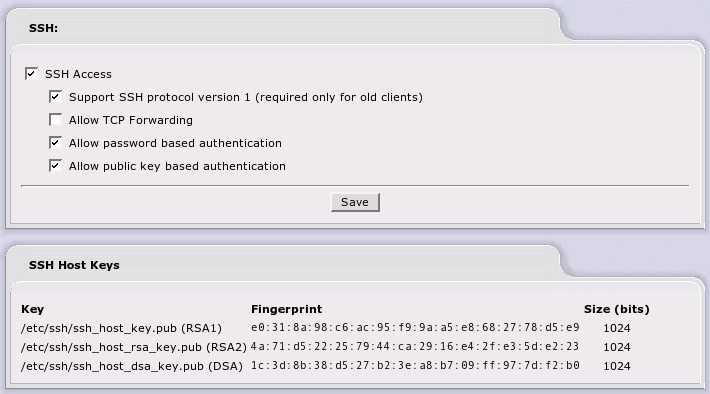 SSH:
SSH Access
Support SSH protocol version 1 (required only for old clients)
Allow TCP Forwarding
Allow password based authentication
Allow public key based authentication
Save
SSH Host Keys
Key Fingerprint Size (bits)
/etc/ssh/ssh_host_key.pub (RSA1) e0:31:8a:98:c6:ac:95:f9:9a:a5:e8:68:27:78:d5:e9 1024
/etc/ssh/ssh_host_rsa_key.pub (RSA2) 4a:71:d5:22:25:79:44:ca:29:16:e4:2f:e3:5d:e2:23 1024
/etc/ssh/ssh_host_dsa_key.pub (DSA) 1c:3d:8b:38:d5:27:b2:3e:a8:b7:09:ff:97:7d:f2:b0 1024